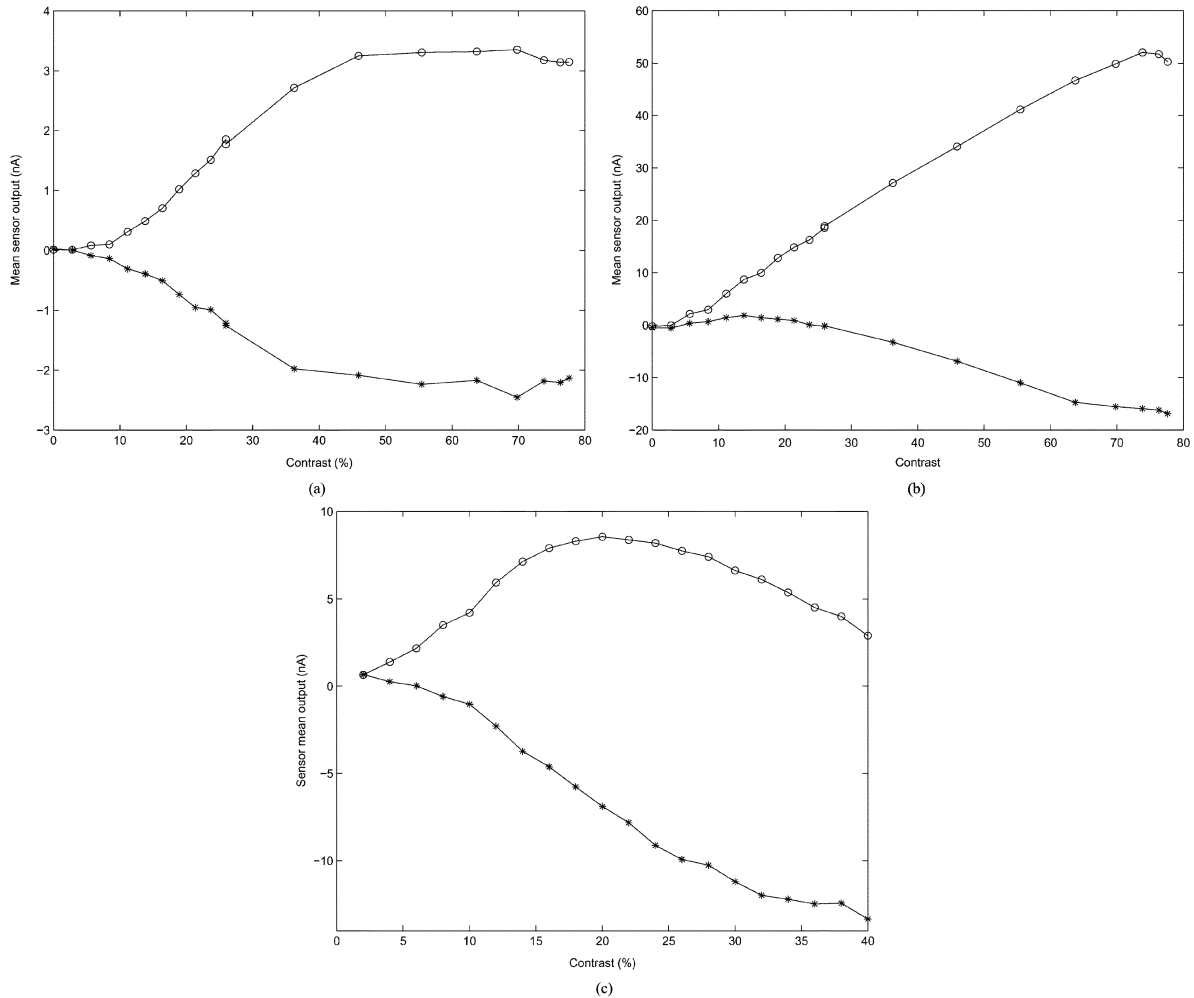 4
3
2
1
0
−1
−2
−3
Mean sensor output (nA)
0 10 20 30 40 50 60 70 80
Contrast (%)
(a)
60
50
40
30
20
10
0
−10
−20
Mean sensor output (nA)
0 10 20 30 40 50 60 70 80
Contrast
(b)
10
5
0
−5
−10
Sensor mean output (nA)
0 5 10 15 20 25 30 35 40
Contrast (%)
(c)